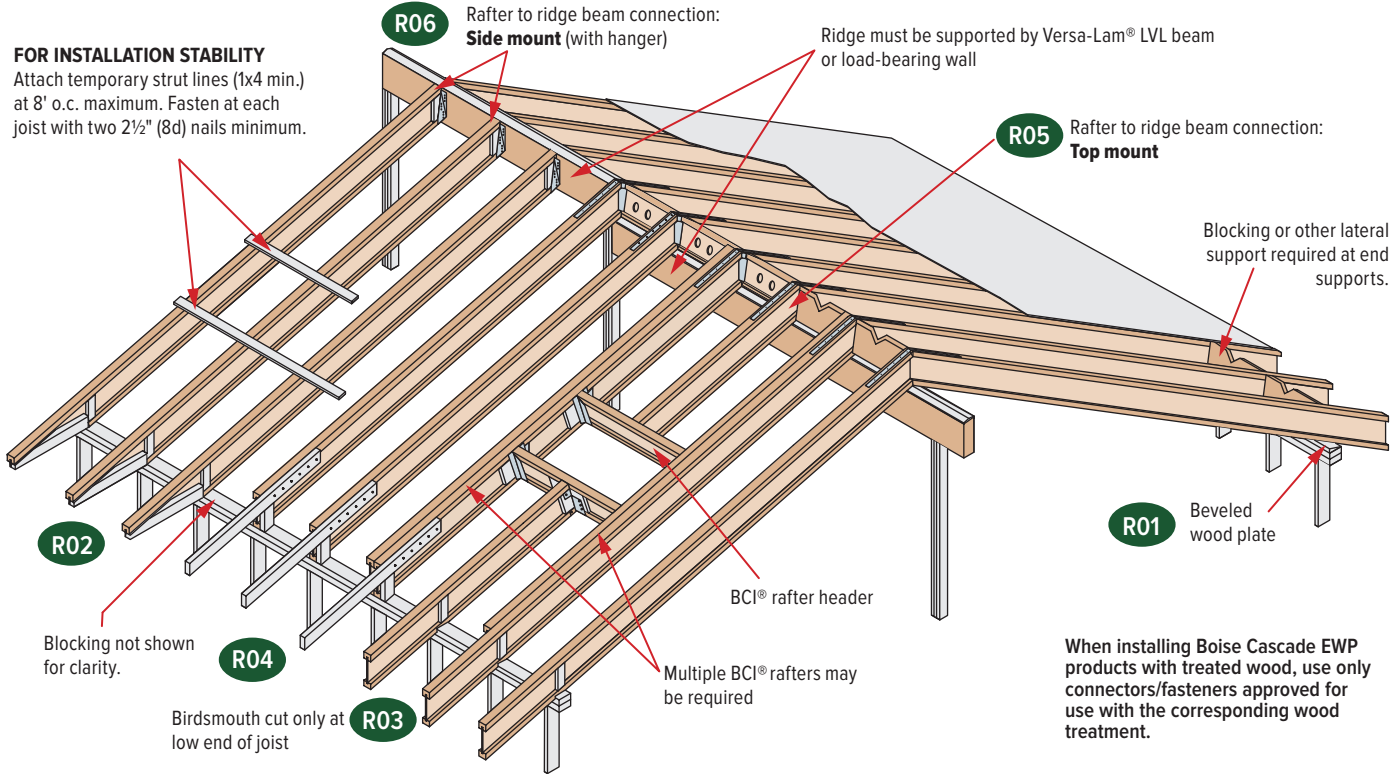 FOR INSTALLATION STABILITY
Attach temporary strut lines (1x4 min.)
at 8' o.c. maximum. Fasten at each
joist with two 2½" (8d) nails minimum.
R06
Rafter to ridge beam connection:
Side mount (with hanger)
Ridge must be supported by Versa-Lam® LVL beam
or load-bearing wall
R05
Rafter to ridge beam connection:
Top mount
Blocking or other lateral
support required at end
supports.
R01
Beveled
wood plate
R02
Blocking not shown
for clarity.
R04
Birdsmouth cut only at
low end of joist
R03
BCI® rafter header
Multiple BCI® rafters may
be required
When installing Boise Cascade EWP
products with treated wood, use only
connectors/fasteners approved for
use with the corresponding wood
treatment.